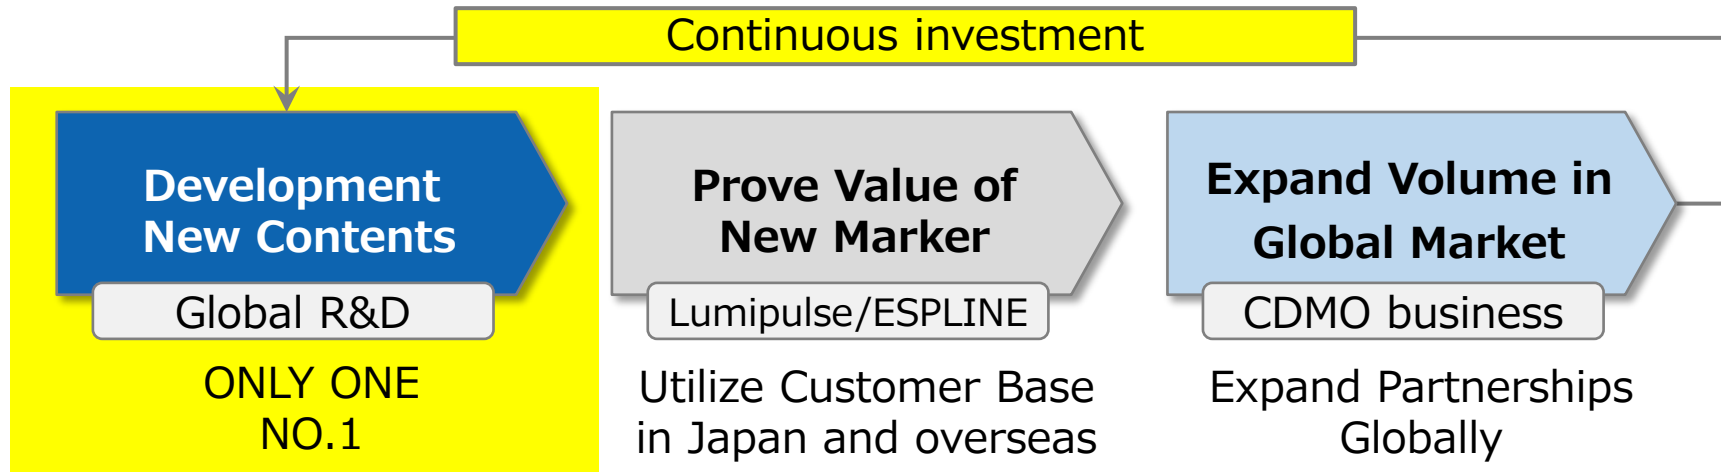 Continuous investment
Development
New Contents
Global R&D
ONLY ONE
NO.1
Prove Value of
New Marker
Lumipulse/ESPLINE
Utilize Customer Base
in Japan and overseas
Expand Volume in
Global Market
CDMO business
Expand Partnerships
Globally